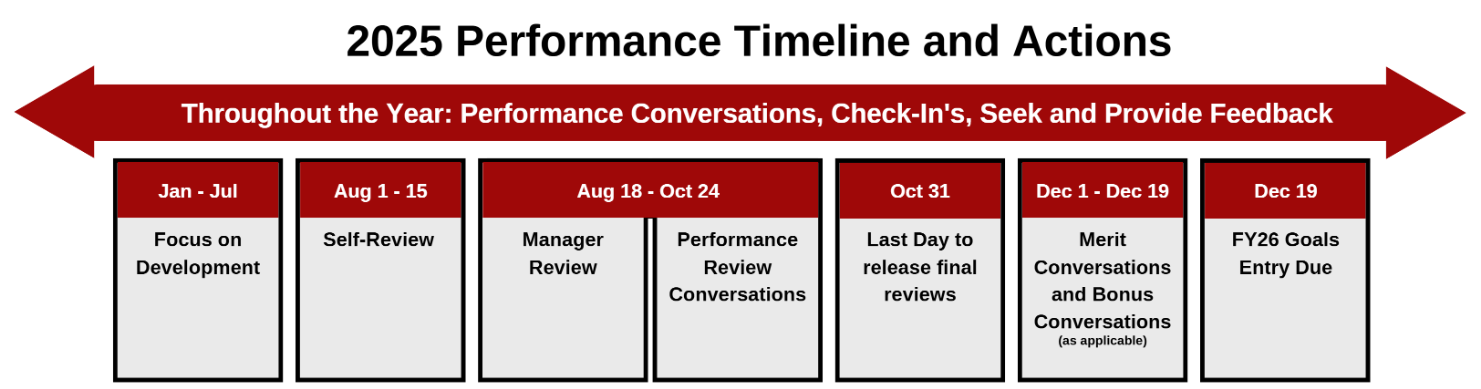 2025 Performance Timeline and Actions
Throughout the Year: Performance Conversations, Check-In's, Seek and Provide Feedback
Jan - Jul
Focus on
Development
Aug 1 - 15
Self-Review
Aug 18 - Oct 24
Manager
Review
Performance
Review
Conversations
Oct 31
Last Day to
release final
reviews
Dec 1 - Dec 19
Merit
Conversations
and Bonus
Conversations
(as applicable)
Dec 19
FY26 Goals
Entry Due